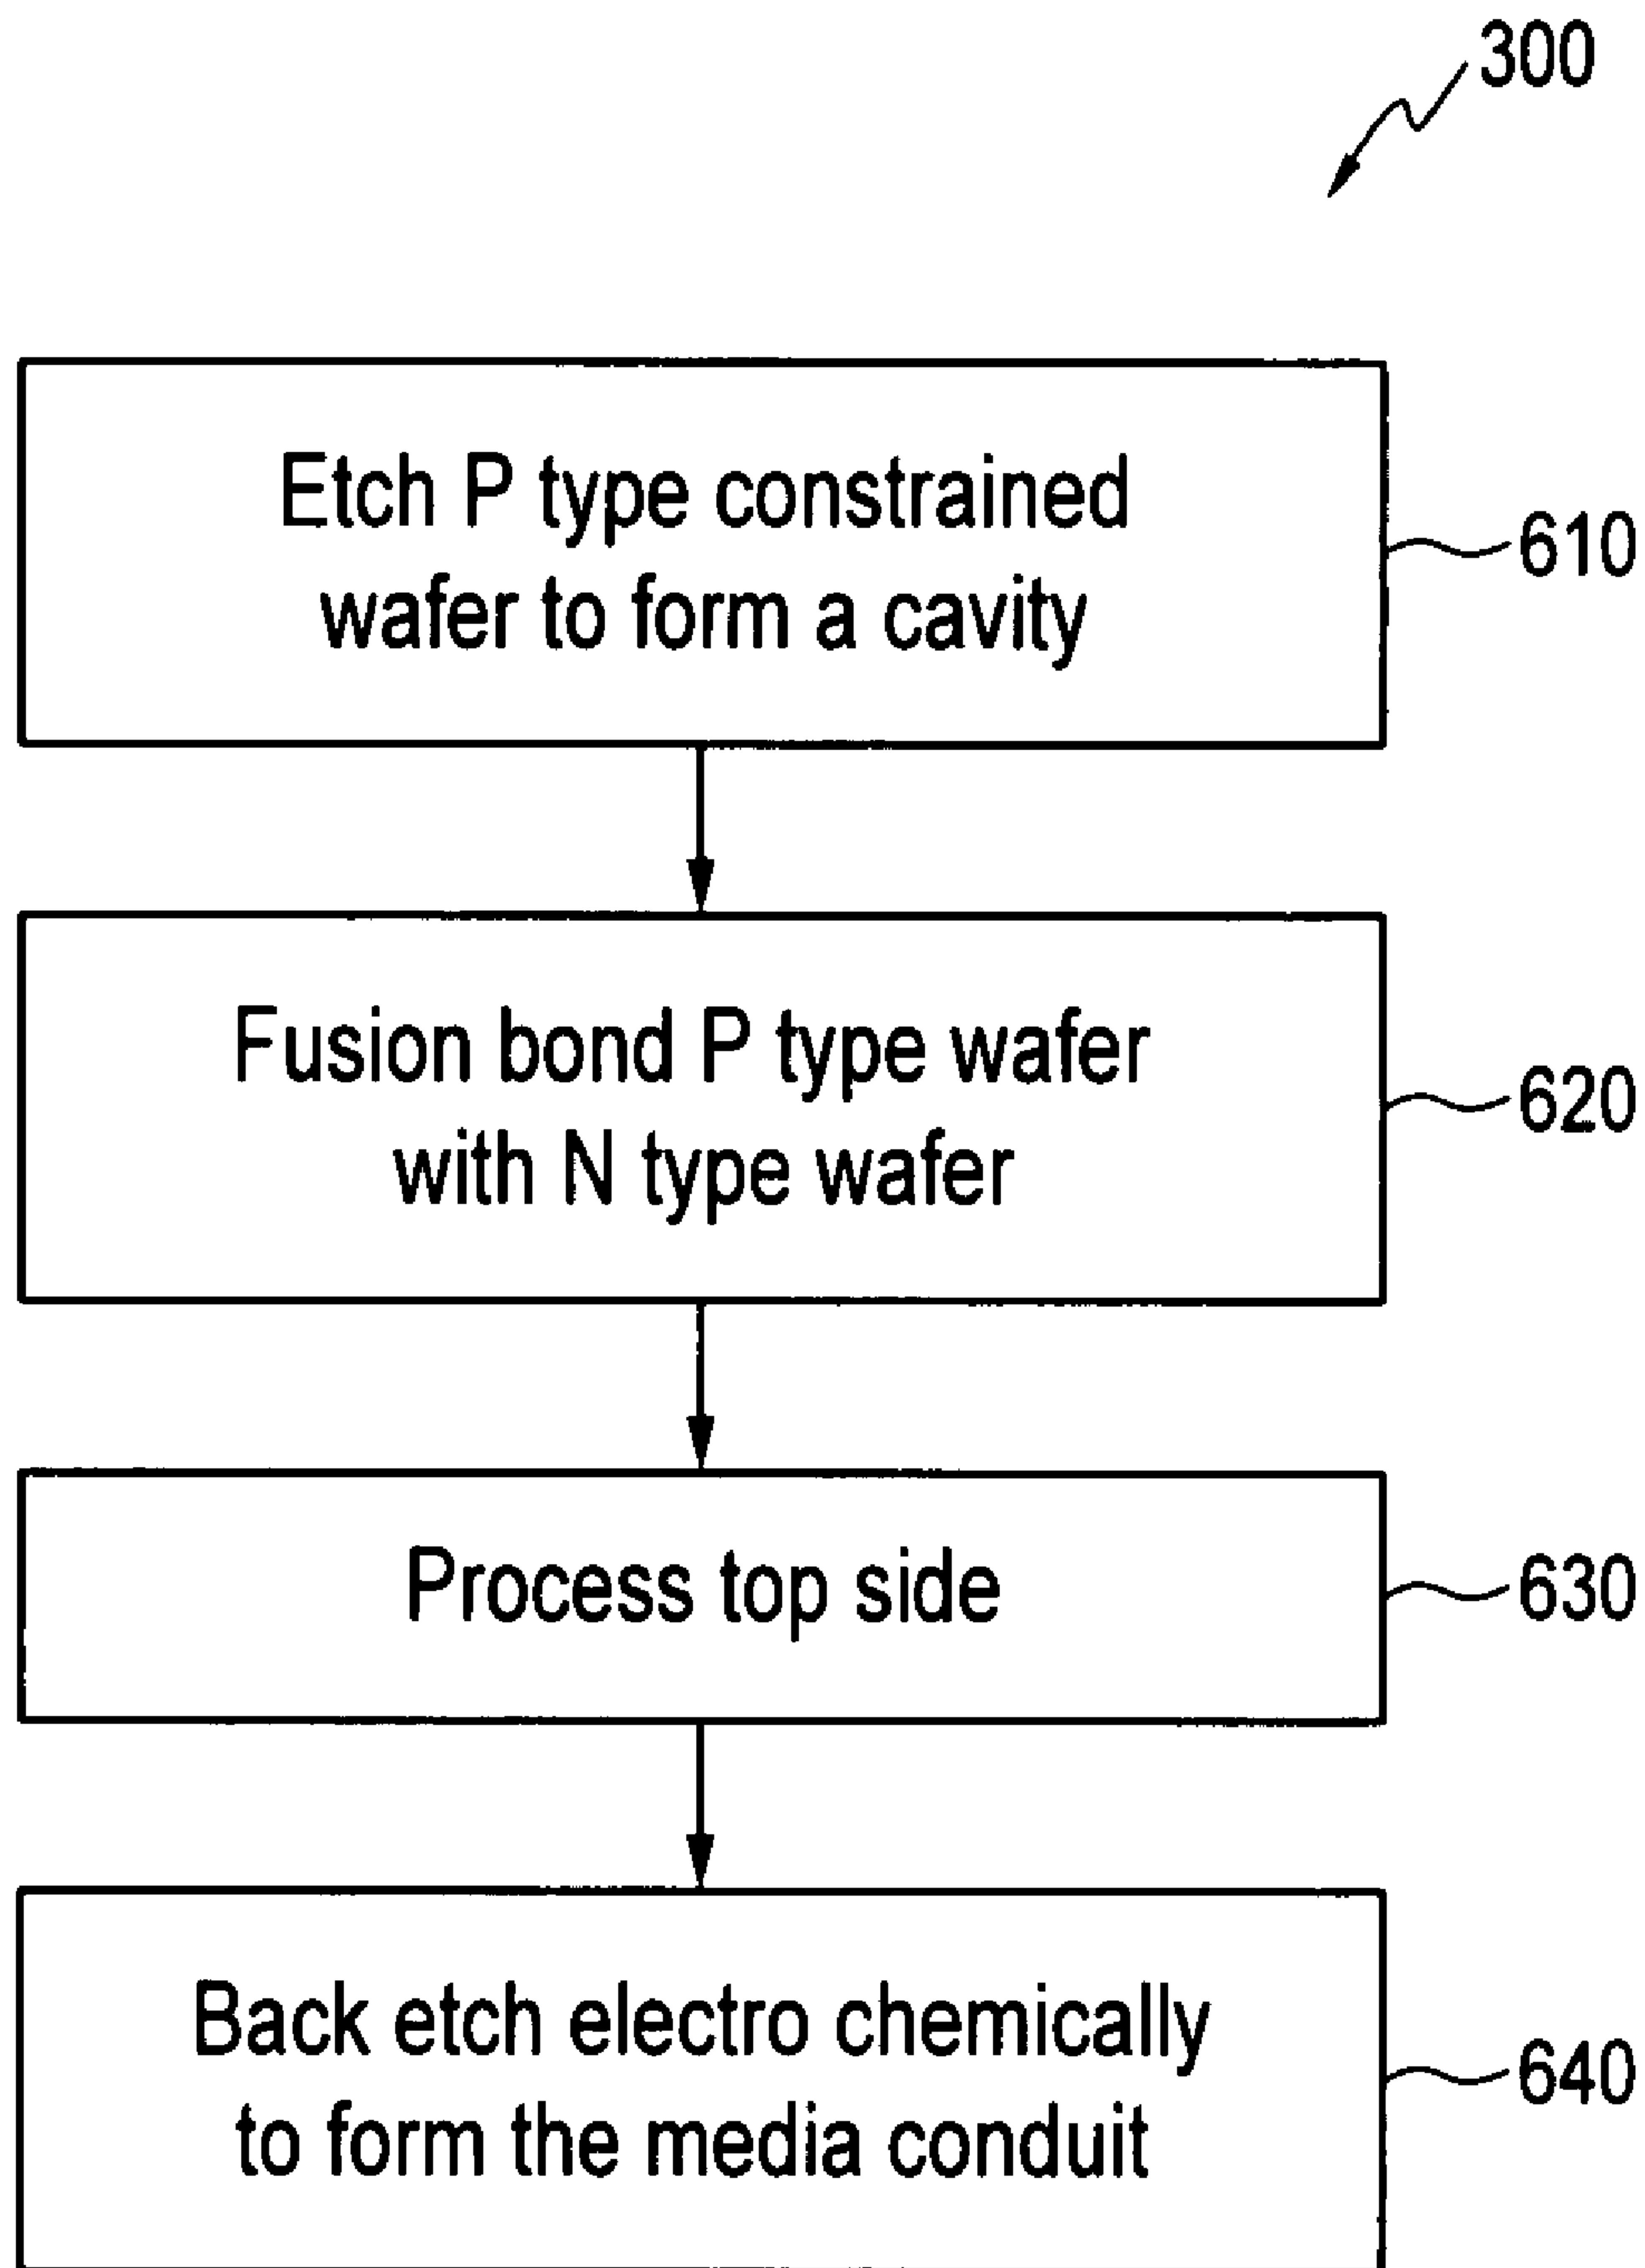 300
Etch P type constrained
wafer to form a cavity
610
Fusion bond P type wafer
with N type wafer
620
Process top side
630
Back etch electro chemically
to form the media conduit
640